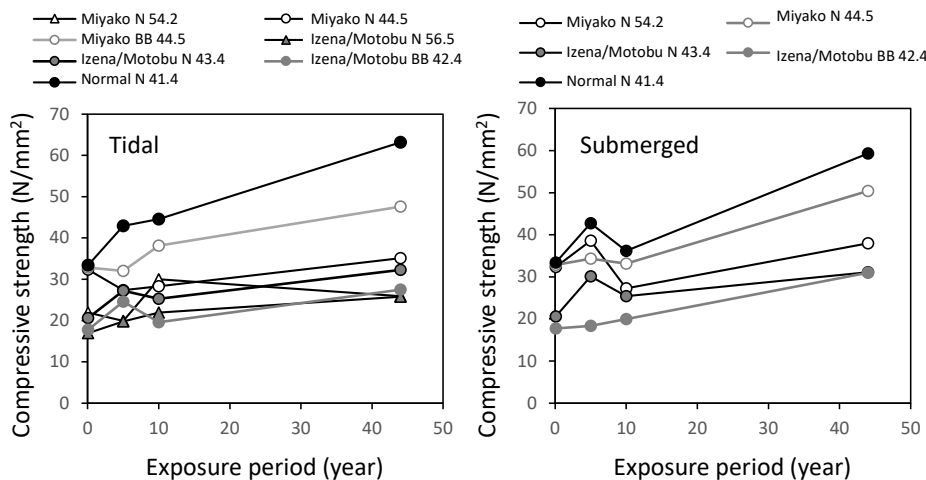 Miyako N 54.2
Miyako N 44.5
Miyako BB 44.5
Izena/Motobu N 56.5
Izena/Motobu N 43.4
Izena/Motobu BB 42.4
Normal N 41.4
70
60
50
40
30
20
10
0
Compressive strength (N/mm²)
Tidal
0
10
20
30
40
50
Exposure period (year)
Miyako N 54.2
Miyako N 44.5
Izena/Motobu N 43.4
Izena/Motobu BB 42.4
Normal N 41.4
70
60
50
40
30
20
10
0
Compressive strength (N/mm²)
Submerged
0
10
20
30
40
50
Exposure period (year)